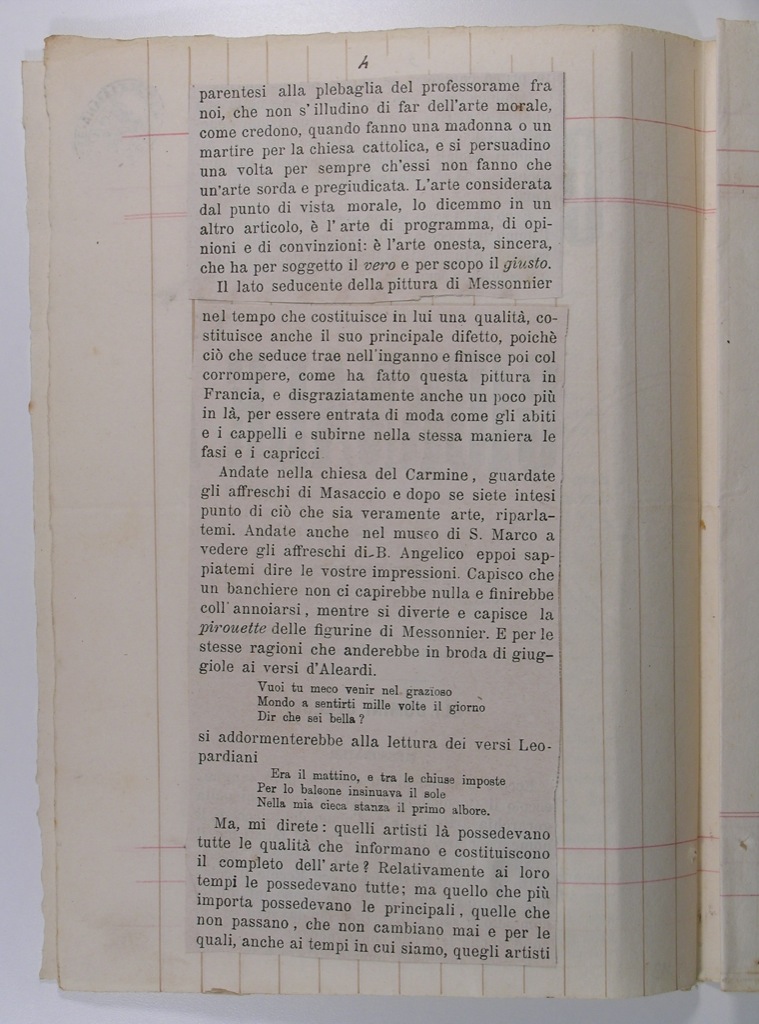 4
parentesi alla plebaglia del professorame fra
noi, che non s'illudino di far dell'arte morale,
come credono, quando fanno una madonna o un
martire per la chiesa cattolica, e si persuadino
una volta per sempre ch'essi non fanno che
un'arte sorda e pregiudicata. L'arte considerata
dal punto di vista morale, lo dicemmo in un
altro articolo, è l'arte di programma, di opi-
nioni e di convinzioni: è l'arte onesta, sincera,
che ha per soggetto il vero e per scopo il giusto.
Il lato seducente della pittura di Messonnier
nel tempo che costituisce in lui una qualità, co-
stituisce anche il suo principale difetto, poichè
ciò che seduce trae nell'inganno e finisce poi col
corrompere, come ha fatto questa pittura in
Francia, e disgraziatamente anche un poco più
in là, per essere entrata di moda come gli abiti
e i cappelli e subirne nella stessa maniera le
fasi e i capricci
Andate nella chiesa del Carmine, guardate
gli affreschi di Masaccio e dopo se siete intesi
punto di ciò che sia veramente arte, riparla-
temi. Andate anche nel museo di S. Marco a
vedere gli affreschi di B. Angelico eppoi sap-
piatemi dire le vostre impressioni. Capisco che
un banchiere non ci capirebbe nulla e finirebbe
coll'annoiarsi, mentre si diverte e capisce la
pirouette delle figurine di Messonnier. E per le
stesse ragioni che anderebbe in broda di giug-
giole ai versi d'Aleardi.
Vuoi tu meco venir nel grazioso
Mondo a sentirti mille volte il giorno
Dir che sei bella?
si addormenterebbe alla lettura dei versi Leo-
pardiani
Era il mattino, e tra le chiuse imposte
Per lo balcone insinuava il sole
Nella mia cieca stanza il primo albore.
Ma, mi direte: quelli artisti là possedevano
tutte le qualità che informano e costituiscono
il completo dell'arte? Relativamente ai loro
tempi le possedevano tutte; ma quello che più
importa possedevano le principali, quelle che
non passano, che non cambiano mai e per le
quali, anche ai tempi in cui siamo, quegli artisti